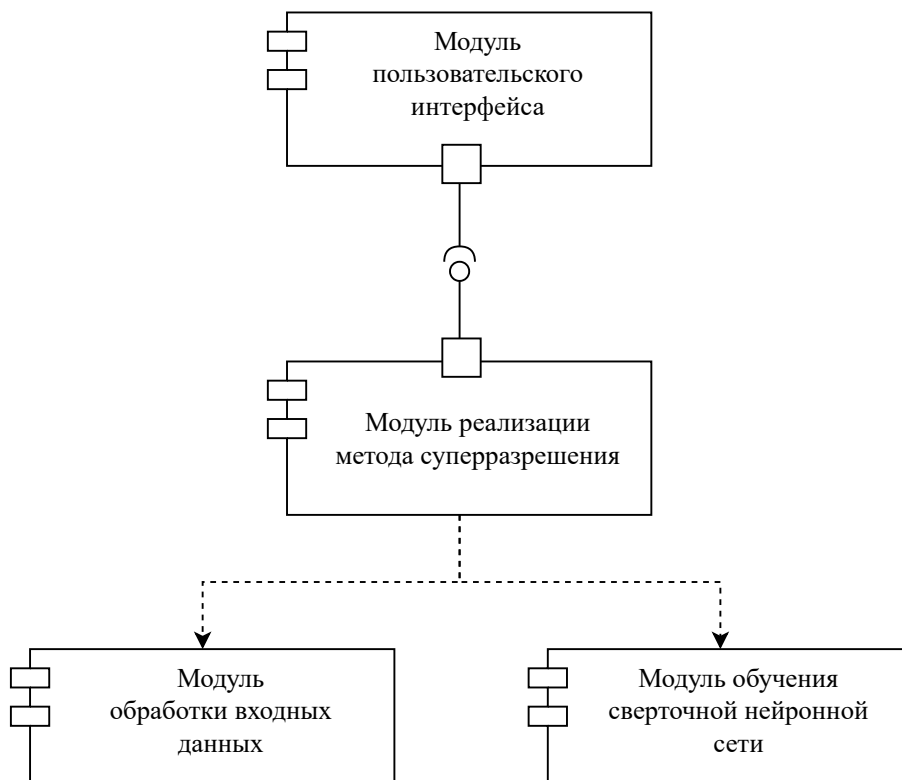 Модуль
пользовательского
интерфейса
Модуль реализации
метода суперразрешения
Модуль
обработки входных
данных
Модуль обучения
сверточной нейронной
сети